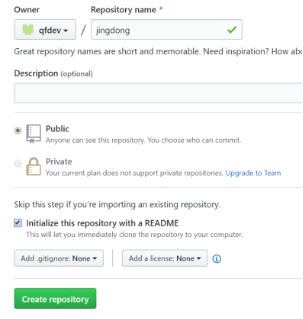 Owner Repository name *
qfdev / jingdong
Great repository names are short and memorable. Need inspiration? How abo
Description (optional)
Public
Anyone can see this repository. You choose who can commit.
Private
Your current plan does not support private repositories. Upgrade to Team
Skip this step if you're importing an existing repository.
Initialize this repository with a README
This will let you immediately clone the repository to your computer.
Add .gitignore: None Add a license: None
Create repository